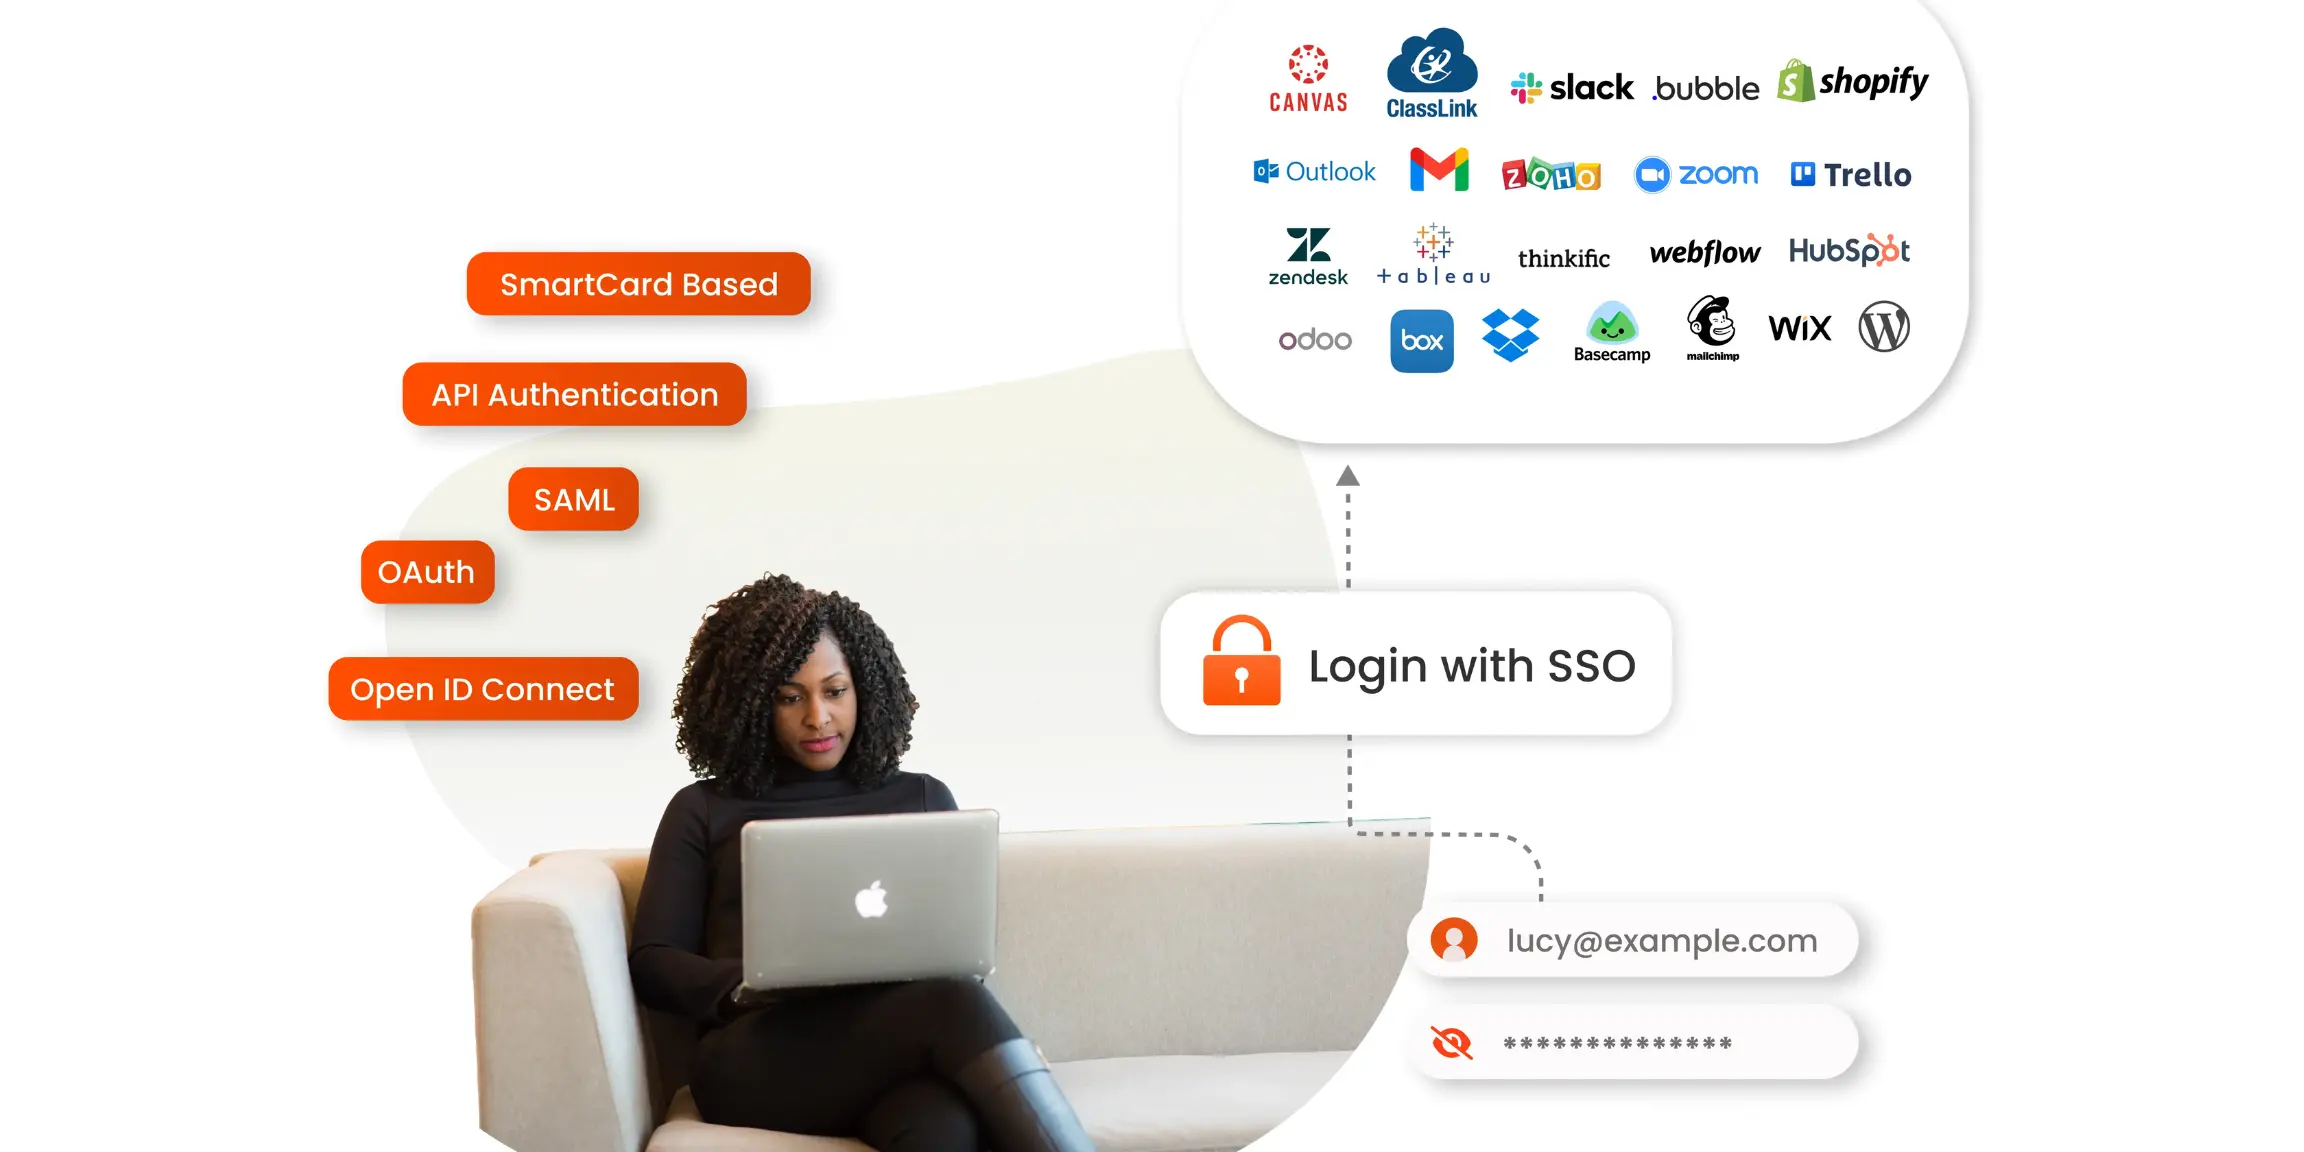 CANVAS
ClassLink
slack
.bubble
shopify
Outlook
ZOHO
zoom
Trello
zendesk
+ableau
thinkific
webflow
HubSpot
odoo
box
Basecamp
mailchimp
WiX
SmartCard Based
API Authentication
SAML
OAuth
Open ID Connect
Login with SSO
lucy@example.com
**************